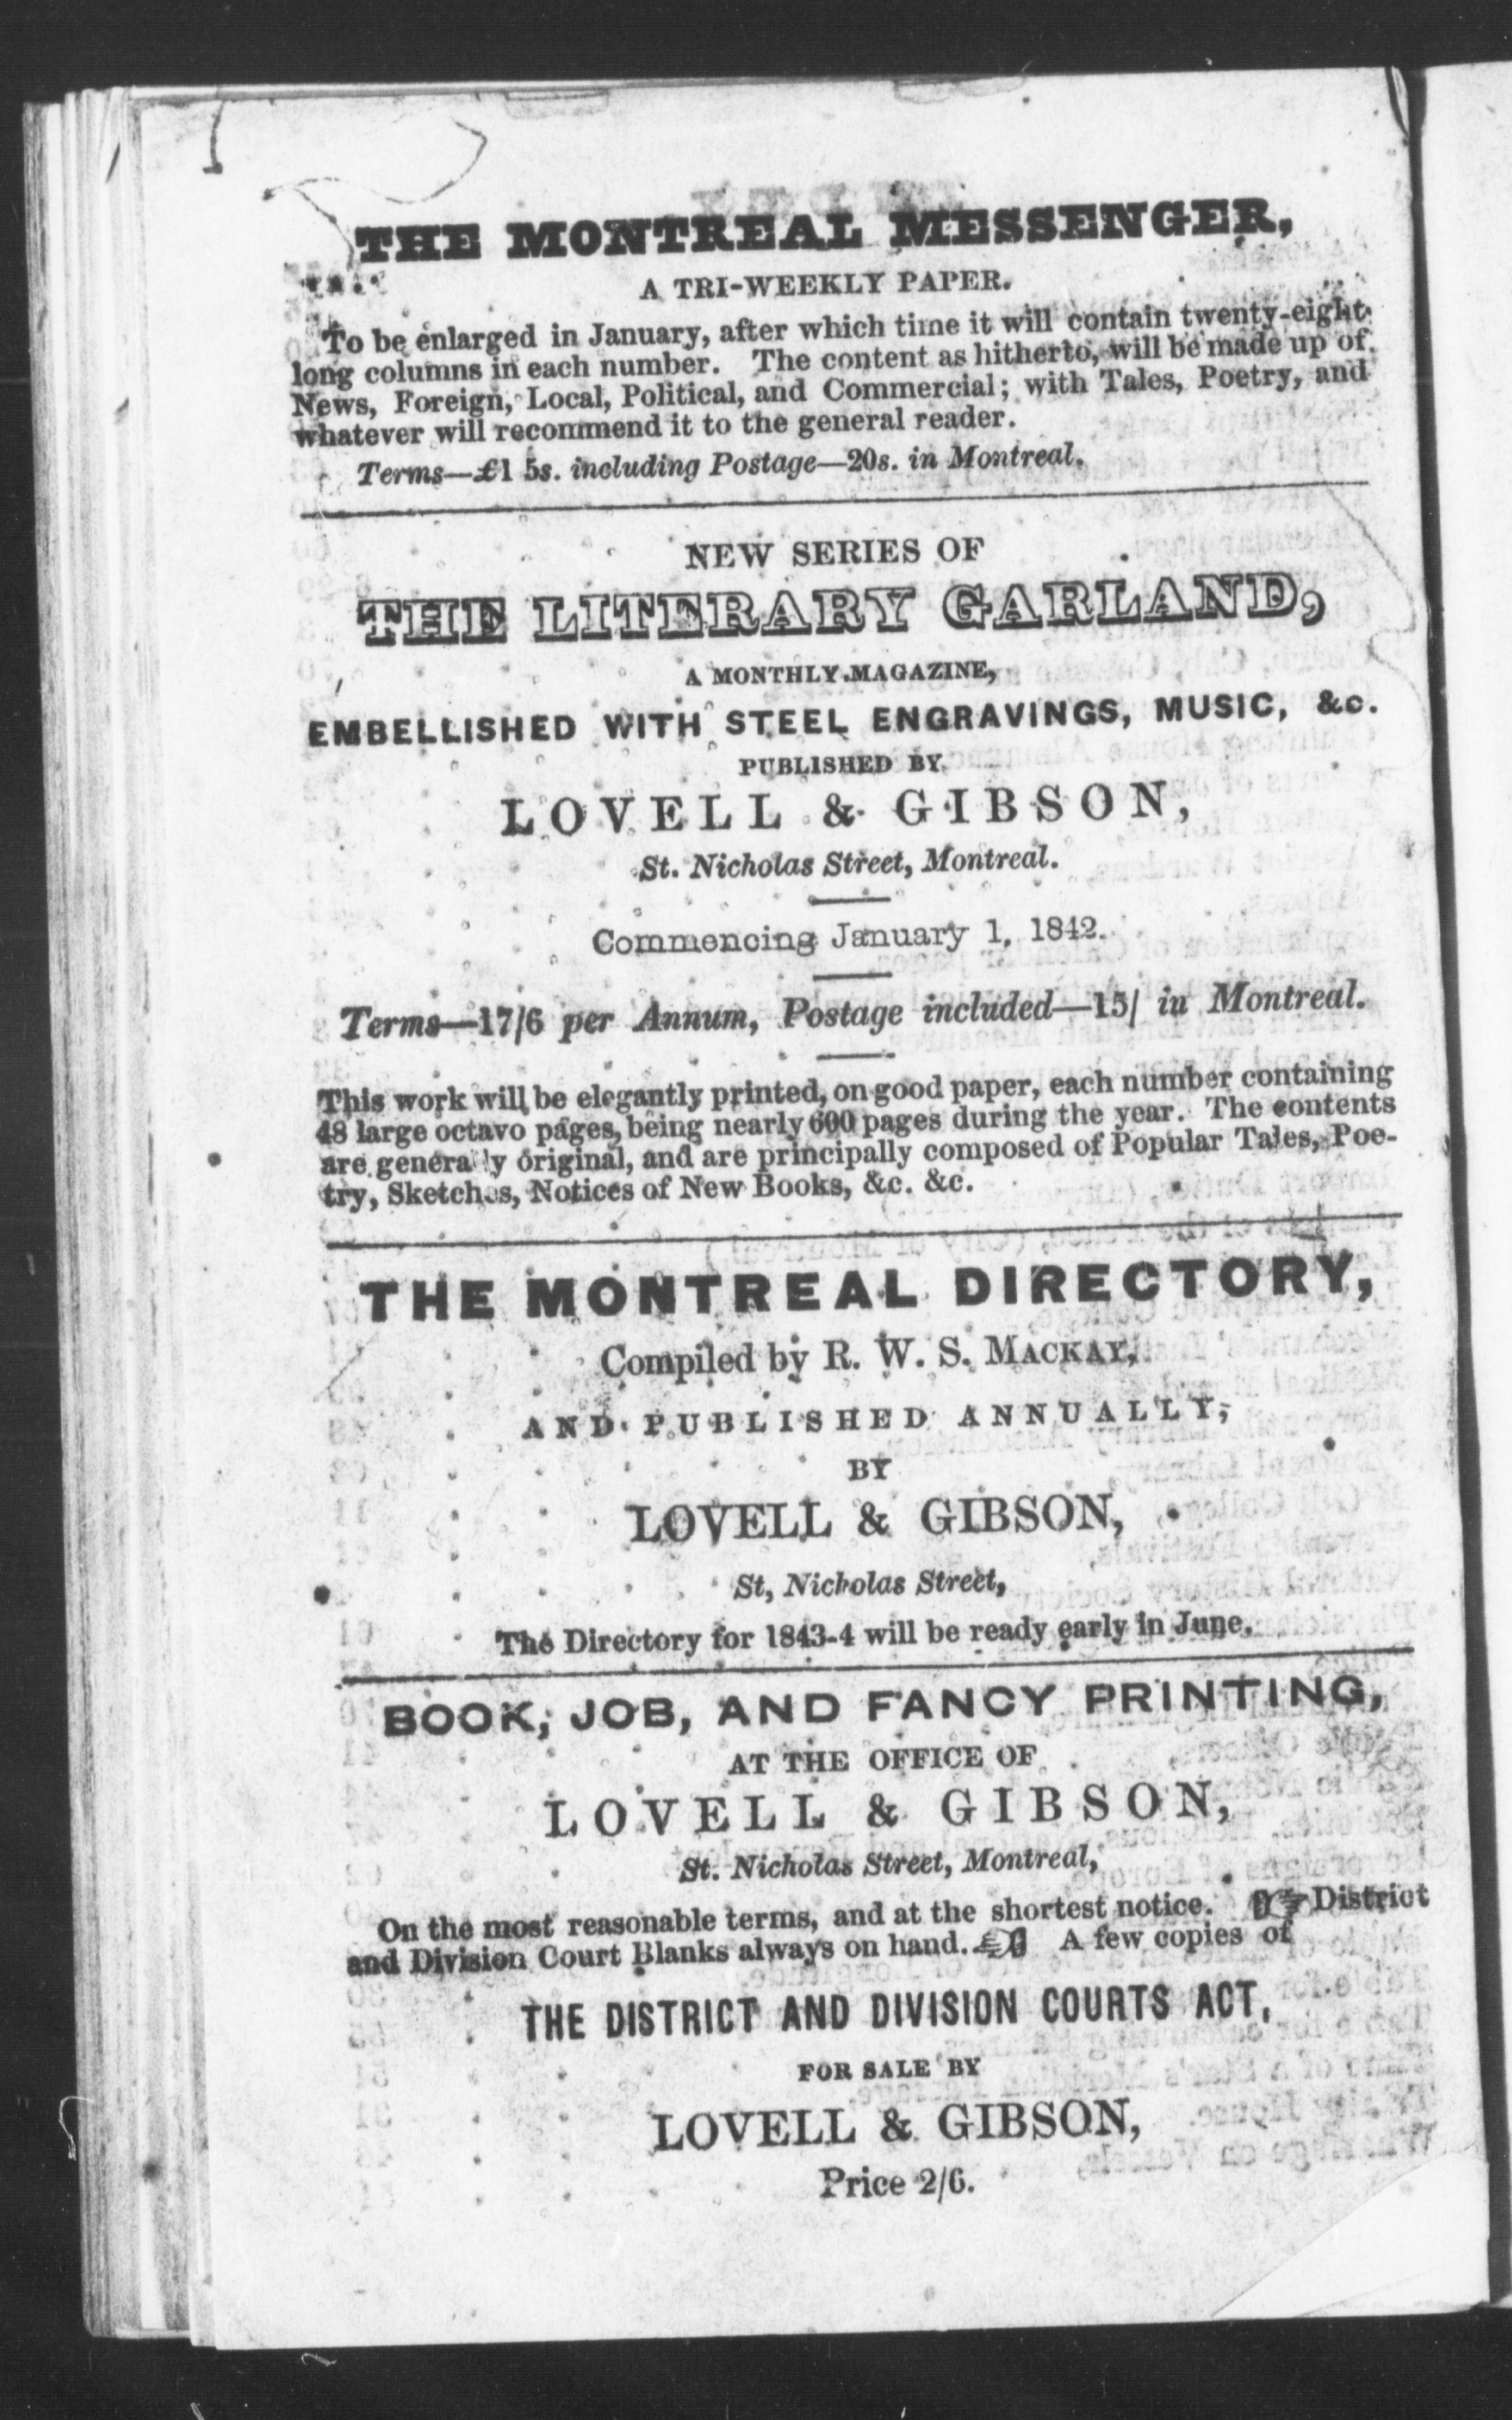 THE MONTREAL MESSENGER,
A TRI-WEEKLY PAPER.
To be enlarged in January, after which time it will contain twenty-eight
long columns in each number. The content as hitherto, will be made up of
News, Foreign, Local, Political, and Commercial; with Tales, Poetry, and
whatever will recommend it to the general reader.
Terms—£1 5s. including Postage—20s. in Montreal.
NEW SERIES OF
THE LITERARY GARLAND,
A MONTHLY MAGAZINE,
EMBELLISHED WITH STEEL ENGRAVINGS, MUSIC, &c.
PUBLISHED BY
LOVELL & GIBSON,
St. Nicholas Street, Montreal.
Commencing January 1, 1842.
Terms—17/6 per Annum, Postage included—15/ in Montreal.
This work will be elegantly printed, on good paper, each number containing
48 large octavo pages, being nearly 600 pages during the year. The contents
are generally original, and are principally composed of Popular Tales, Poe-
try, Sketches, Notices of New Books, &c. &c.
THE MONTREAL DIRECTORY,
Compiled by R. W. S. MACKAY,
AND PUBLISHED ANNUALLY,
BY
LOVELL & GIBSON,
St, Nicholas Street,
The Directory for 1843-4 will be ready early in June.
BOOK, JOB, AND FANCY PRINTING,
AT THE OFFICE OF
LOVELL & GIBSON,
St. Nicholas Street, Montreal,
On the most reasonable terms, and at the shortest notice. ☞ District
and Division Court Blanks always on hand. ☜ A few copies of
THE DISTRICT AND DIVISION COURTS ACT,
FOR SALE BY
LOVELL & GIBSON,
Price 2/6.